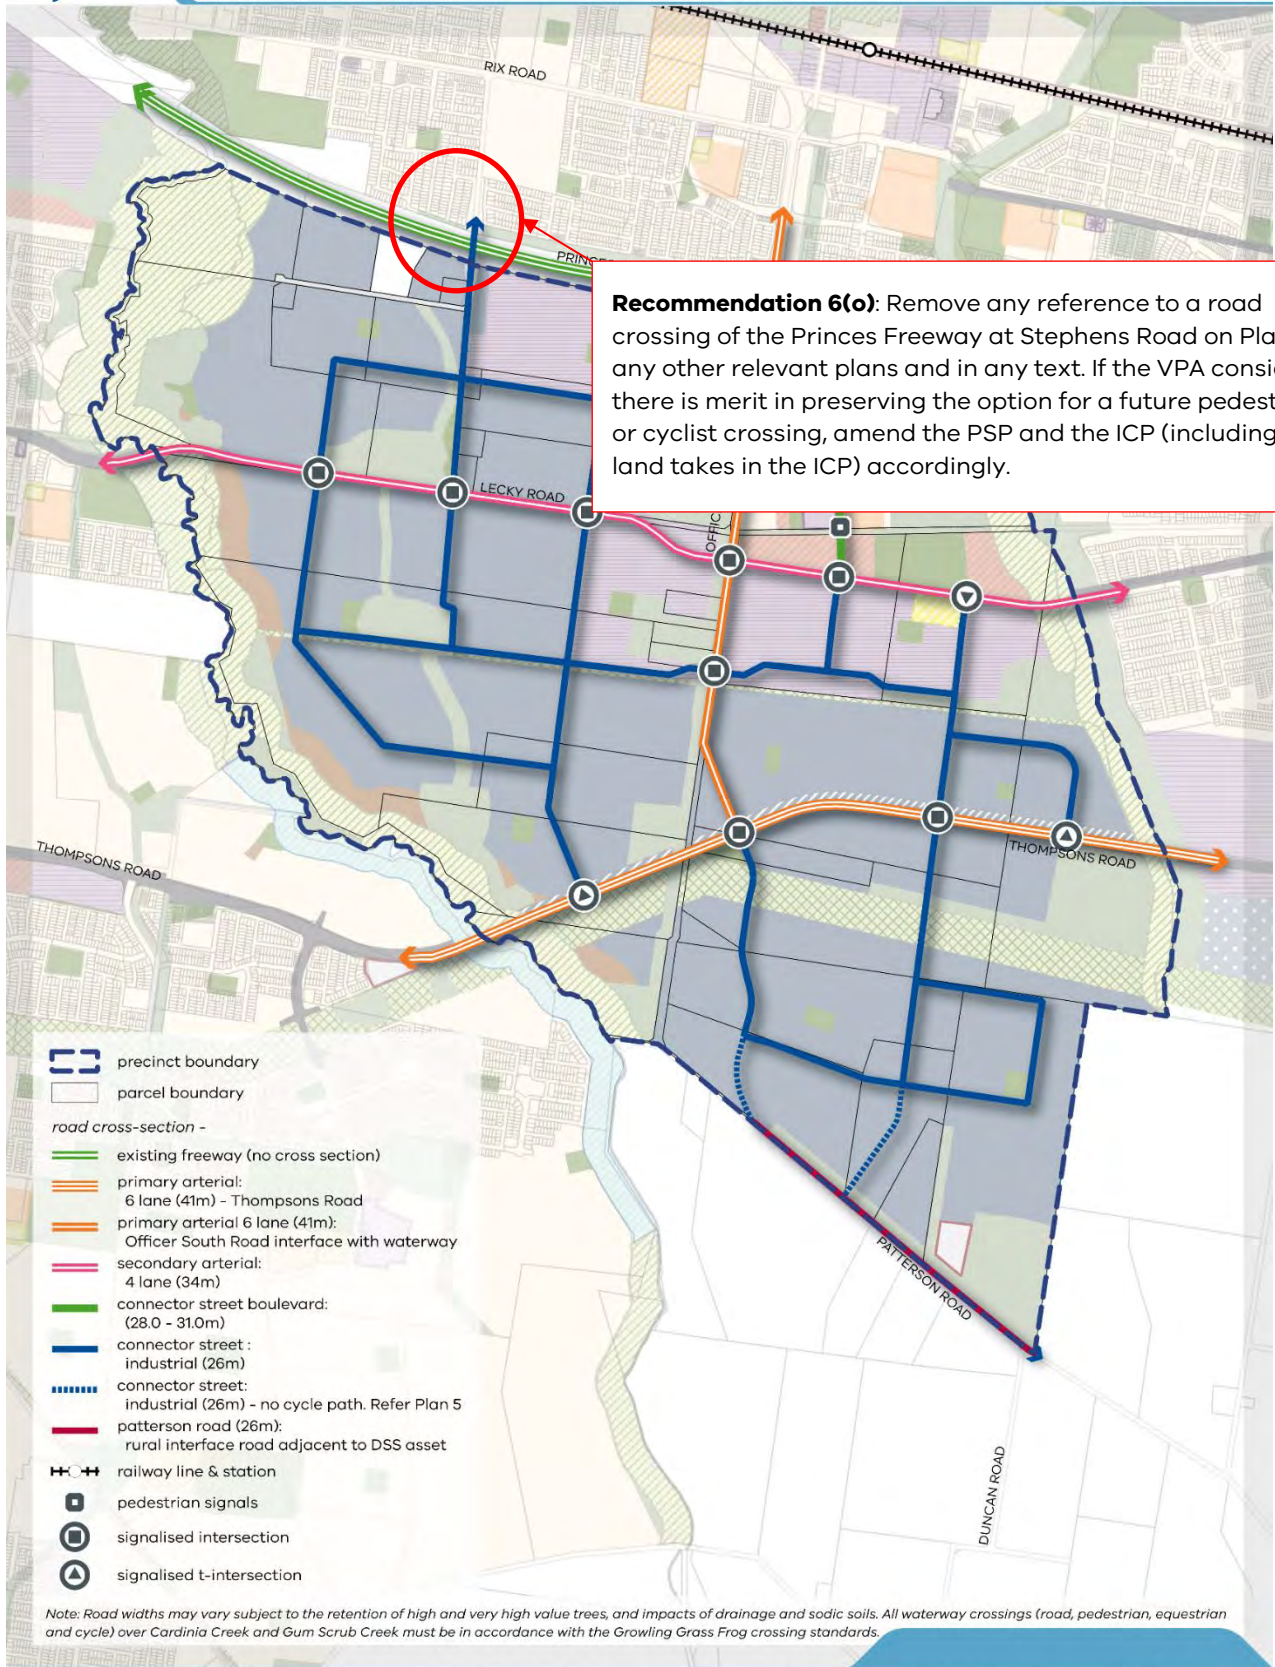 RIX ROAD
PRINC
Recommendation 6(o): Remove any reference to a road
crossing of the Princes Freeway at Stephens Road on Pla
any other relevant plans and in any text. If the VPA consi
there is merit in preserving the option for a future pedest
or cyclist crossing, amend the PSP and the ICP (including
land takes in the ICP) accordingly.
LECKY ROAD
OFFIC
THOMPSONS ROAD
THOMPSONS ROAD
PATTERSON ROAD
DUNCAN ROAD
precinct boundary
parcel boundary
road cross-section -
existing freeway (no cross section)
primary arterial:
6 lane (41m) - Thompsons Road
primary arterial 6 lane (41m):
Officer South Road interface with waterway
secondary arterial:
4 lane (34m)
connector street boulevard:
(28.0 - 31.0m)
connector street :
industrial (26m)
connector street:
industrial (26m) - no cycle path. Refer Plan 5
patterson road (26m):
rural interface road adjacent to DSS asset
railway line & station
pedestrian signals
signalised intersection
signalised t-intersection
Note: Road widths may vary subject to the retention of high and very high value trees, and impacts of drainage and sodic soils. All waterway crossings (road, pedestrian, equestrian
and cycle) over Cardinia Creek and Gum Scrub Creek must be in accordance with the Growling Grass Frog crossing standards.